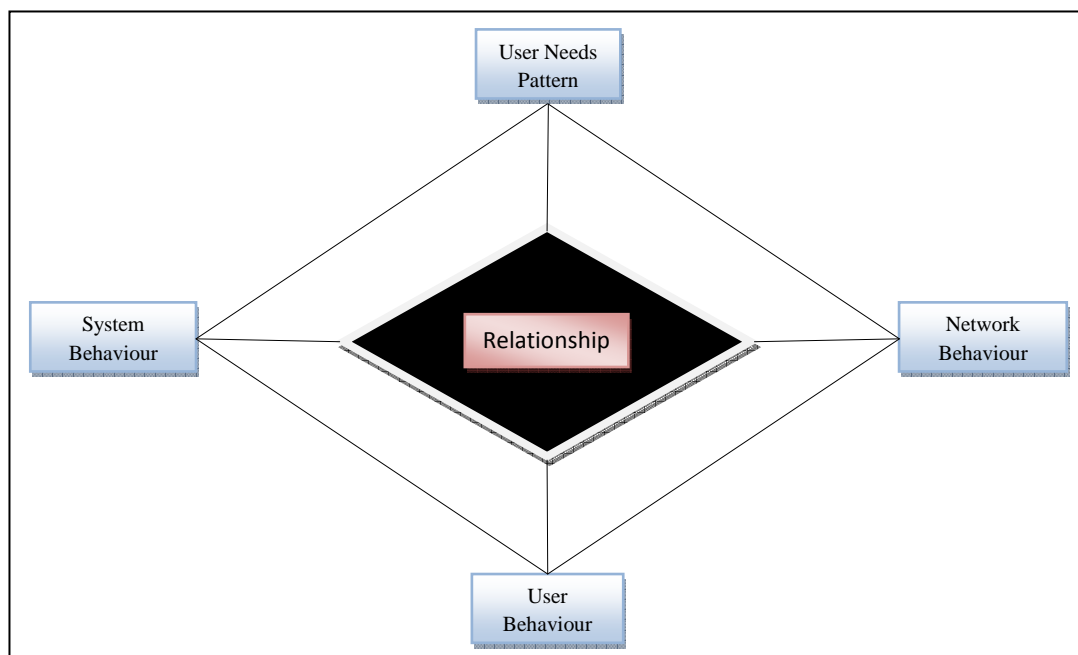 User Needs
Pattern
System
Behaviour
Relationship
Network
Behaviour
User
Behaviour